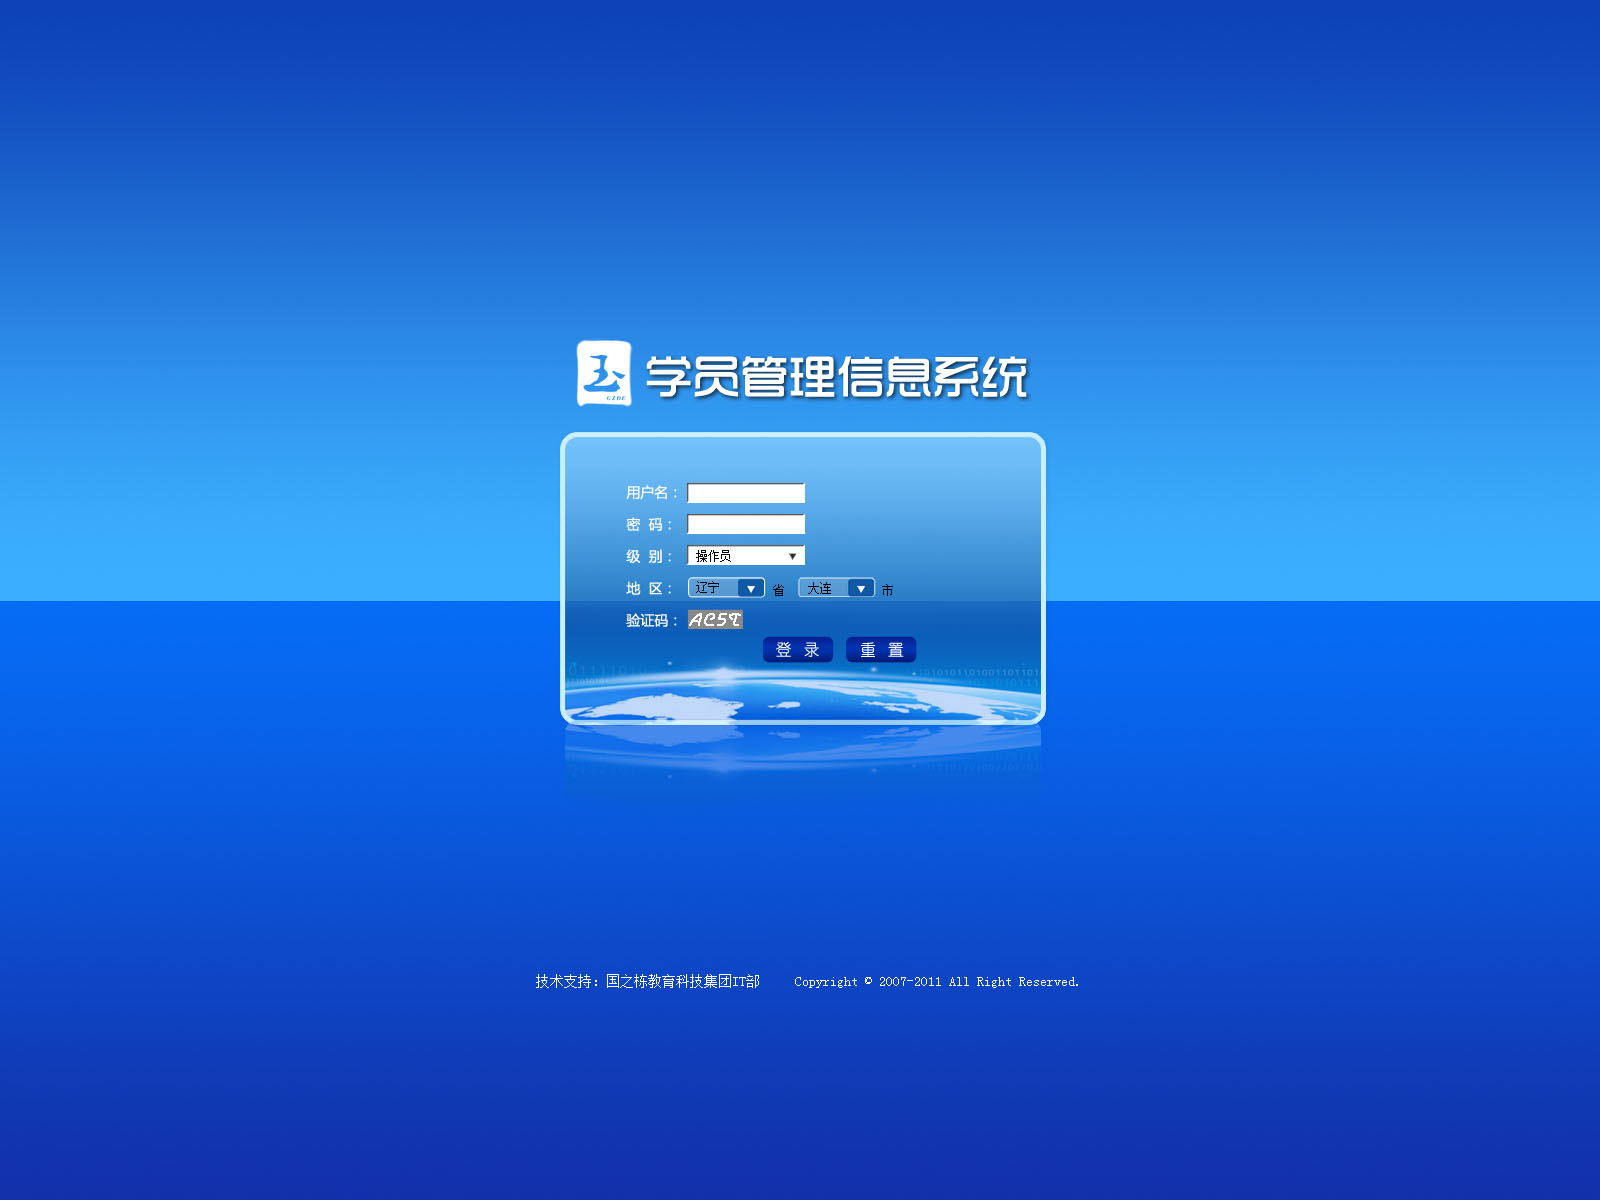 GZDE
学员管理信息系统
用户名：
密 码：
级 别： 操作员
地 区： 辽宁 省 大连 市
验证码： AC5T
登 录 重 置
技术支持：国之栋教育科技集团IT部 Copyright © 2007-2011 All Right Reserved.